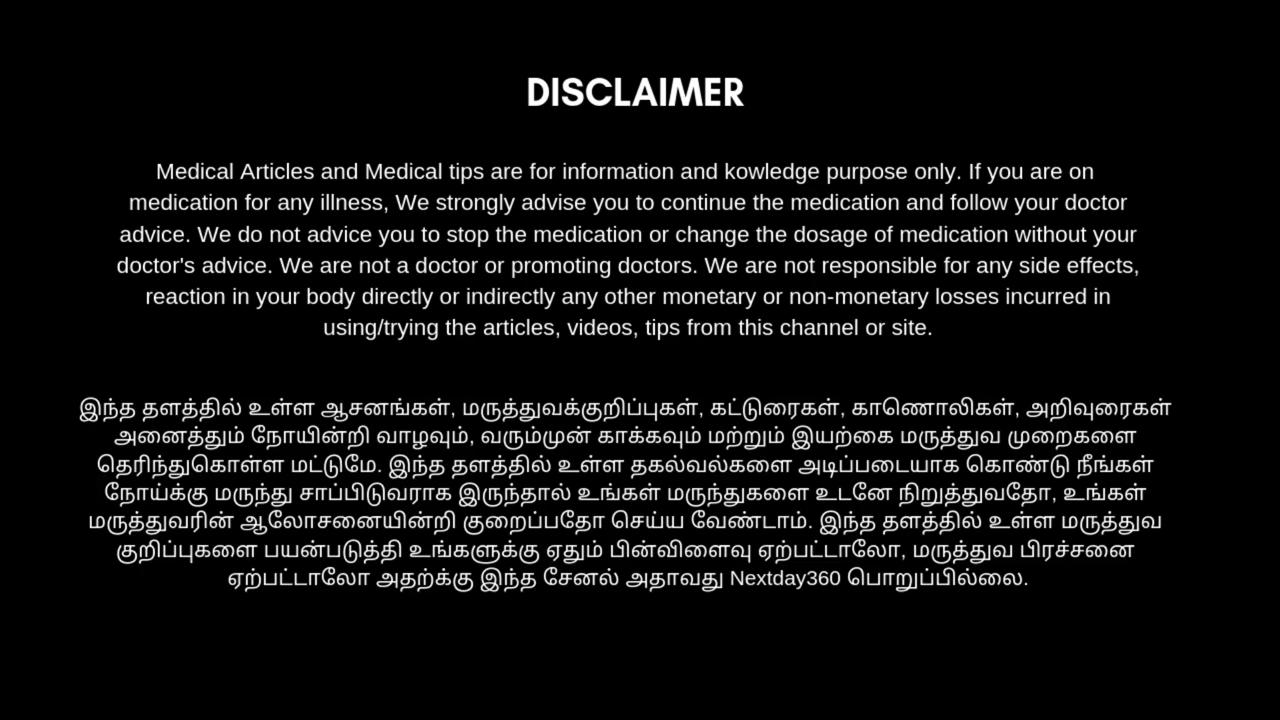 DISCLAIMER
Medical Articles and Medical tips are for information and kowledge purpose only. If you are on
medication for any illness, We strongly advise you to continue the medication and follow your doctor
advice. We do not advice you to stop the medication or change the dosage of medication without your
doctor's advice. We are not a doctor or promoting doctors. We are not responsible for any side effects,
reaction in your body directly or indirectly any other monetary or non-monetary losses incurred in
using/trying the articles, videos, tips from this channel or site.
இந்த தளத்தில் உள்ள ஆசனங்கள், மருத்துவக்குறிப்புகள், கட்டுரைகள், காணொலிகள், அறிவுரைகள்
அனைத்தும் நோயின்றி வாழவும், வரும்முன் காக்கவும் மற்றும் இயற்கை மருத்துவ முறைகளை
தெரிந்துகொள்ள மட்டுமே. இந்த தளத்தில் உள்ள தகல்வல்களை அடிப்படையாக கொண்டு நீங்கள்
நோய்க்கு மருந்து சாப்பிடுவராக இருந்தால் உங்கள் மருந்துகளை உடனே நிறுத்துவதோ, உங்கள்
மருத்துவரின் ஆலோசனையின்றி குறைப்பதோ செய்ய வேண்டாம். இந்த தளத்தில் உள்ள மருத்துவ
குறிப்புகளை பயன்படுத்தி உங்களுக்கு ஏதும் பின்விளைவு ஏற்பட்டாலோ, மருத்துவ பிரச்சனை
ஏற்பட்டாலோ அதற்க்கு இந்த சேனல் அதாவது Nextday360 பொறுப்பில்லை.